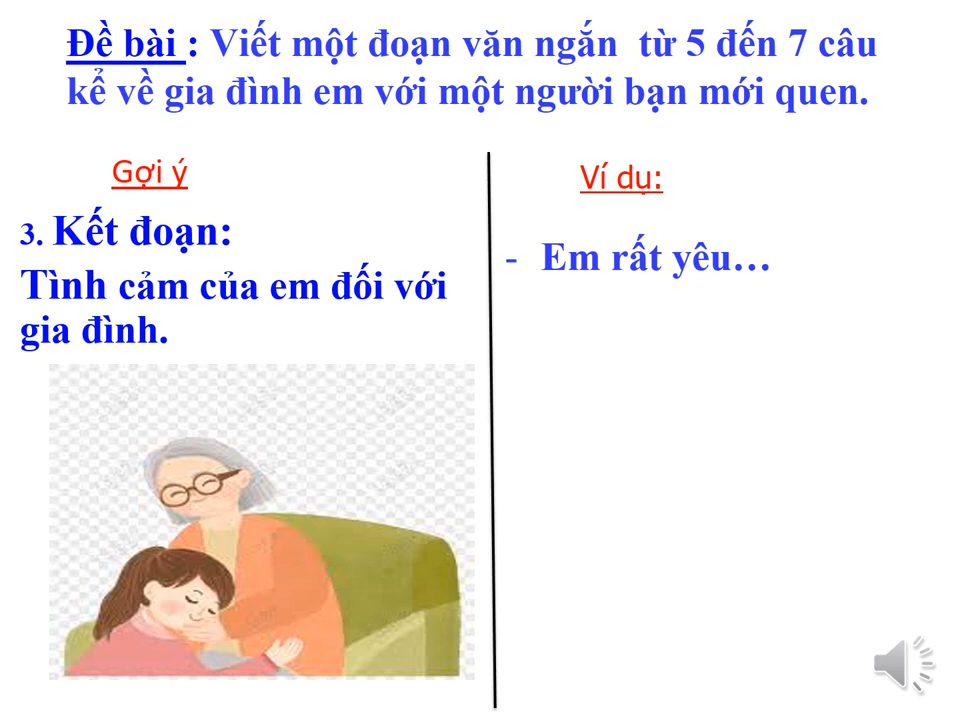 Đề bài : Viết một đoạn văn ngắn từ 5 đến 7 câu
kể về gia đình em với một người bạn mới quen.
Gợi ý
3. Kết đoạn:
Tình cảm của em đối với
gia đình.
Ví dụ:
- Em rất yêu…